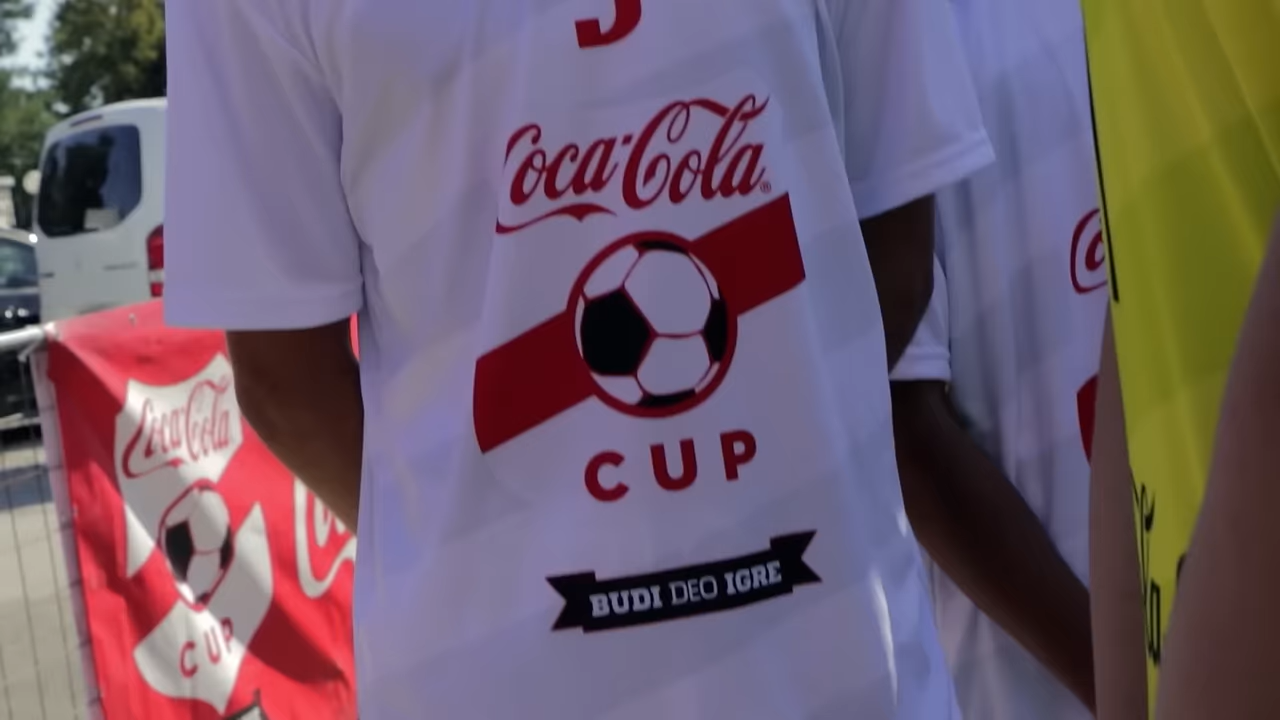 Coca-Cola®
CUP
BUDI DEO IGRE
Coca-Cola
CUP